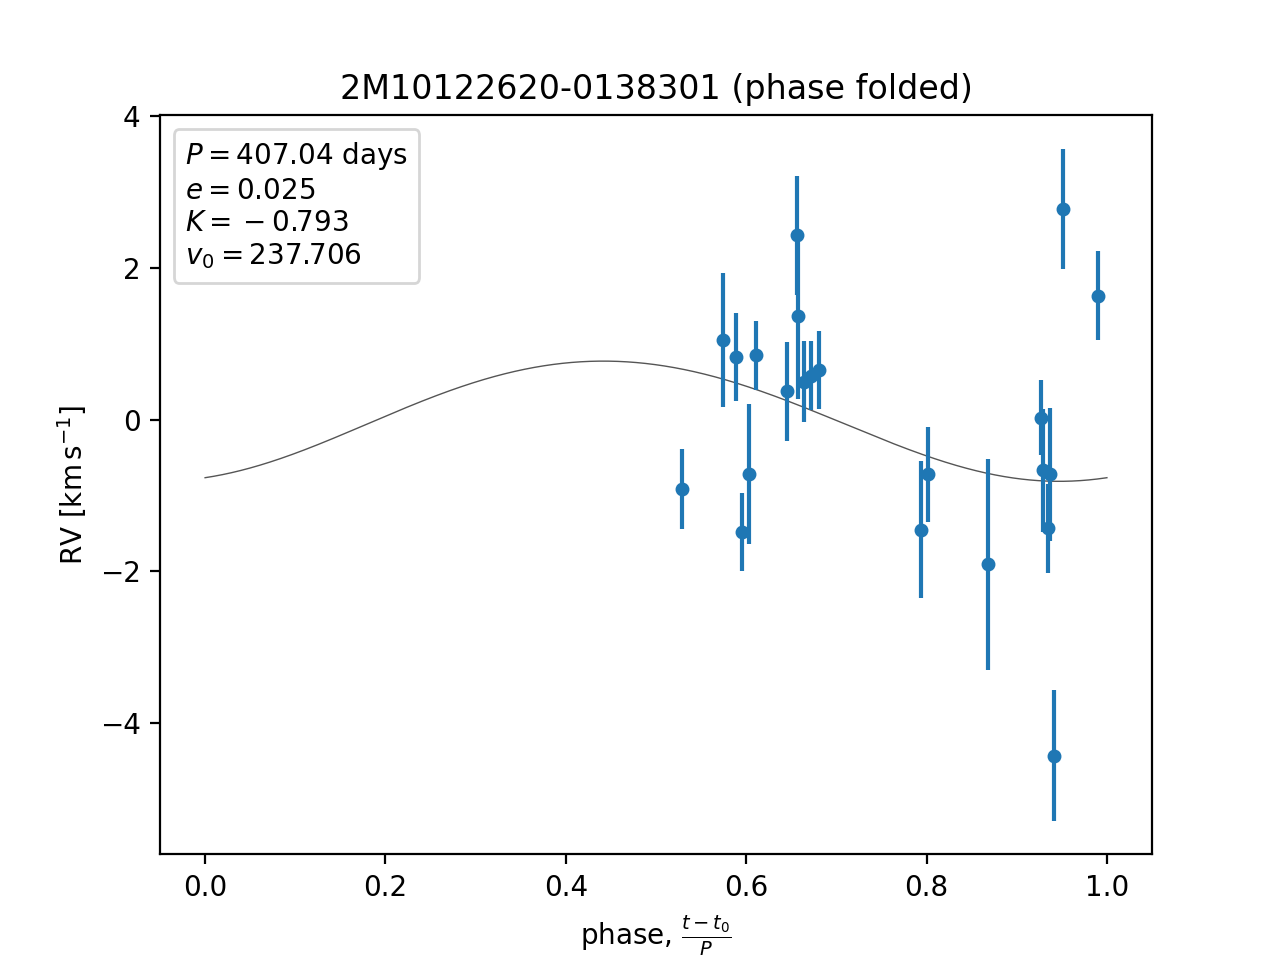 2M10122620-0138301 (phase folded)
P = 407.04 days
e = 0.025
K = −0.793
v₀ = 237.706
4
2
0
−2
−4
RV [km s⁻¹]
0.0 0.2 0.4 0.6 0.8 1.0
phase, (t − t₀)/P